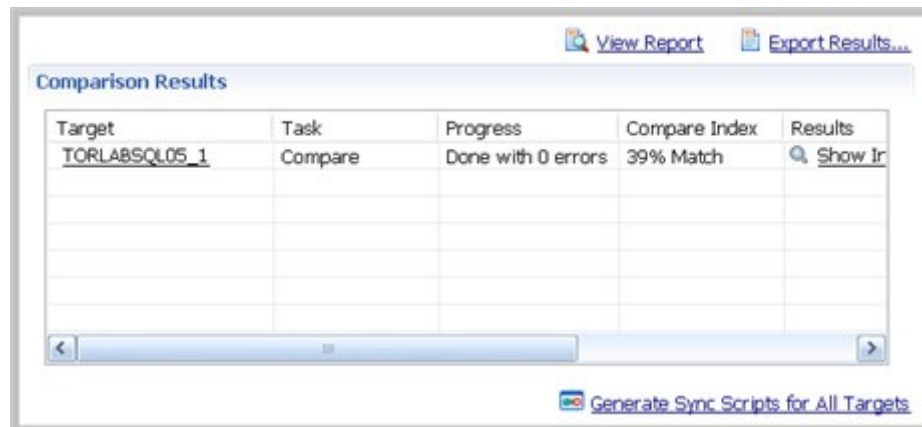 View Report Export Results...
Comparison Results
Target Task Progress Compare Index Results
TORLABSQL05_1 Compare Done with 0 errors 39% Match Show
Generate Sync Scripts for All Targets